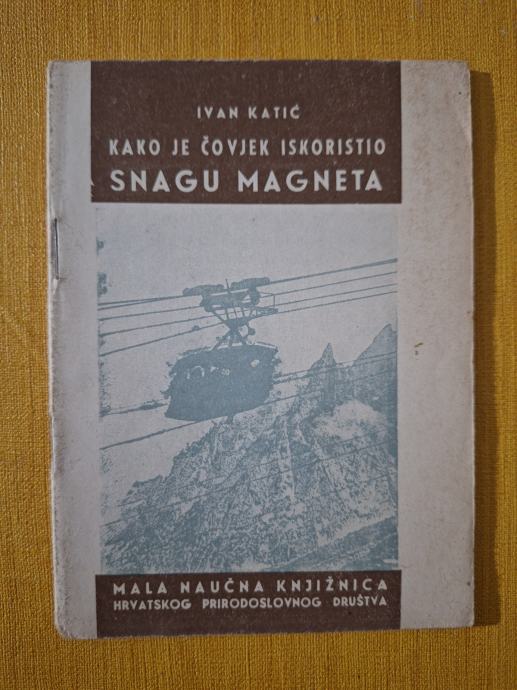 IVAN KATIĆ
KAKO JE ČOVJEK ISKORISTIO
SNAGU MAGNETA
MALA NAUČNA KNJIŽNICA
HRVATSKOG PRIRODOSLOVNOG DRUŠTVA